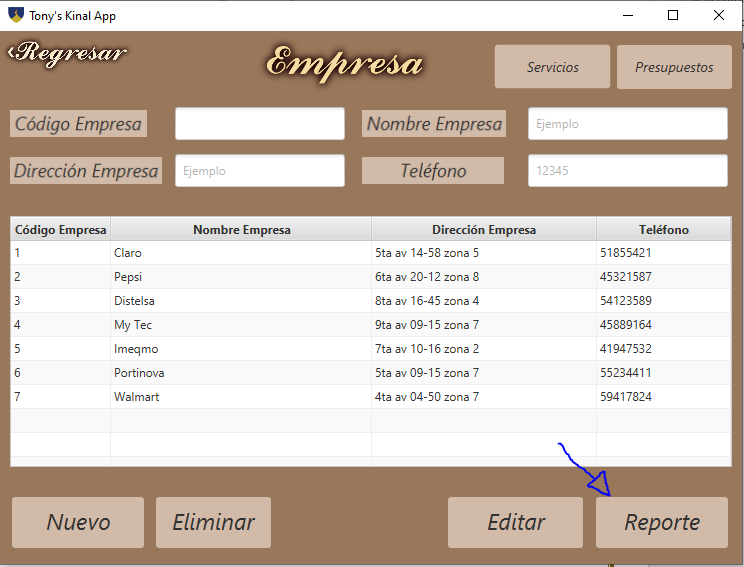 Tony's Kinal App
‹Regresar
Empresa
Servicios
Presupuestos
Código Empresa
Nombre Empresa
Ejemplo
Dirección Empresa
Ejemplo
Teléfono
12345
Código Empresa Nombre Empresa Dirección Empresa Teléfono
1 Claro 5ta av 14-58 zona 5 51855421
2 Pepsi 6ta av 20-12 zona 8 45321587
3 Distelsa 8ta av 16-45 zona 4 54123589
4 My Tec 9ta av 09-15 zona 7 45889164
5 Imeqmo 7ta av 10-16 zona 2 41947532
6 Portinova 5ta av 09-15 zona 7 55234411
7 Walmart 4ta av 04-50 zona 7 59417824
Nuevo
Eliminar
Editar
Reporte